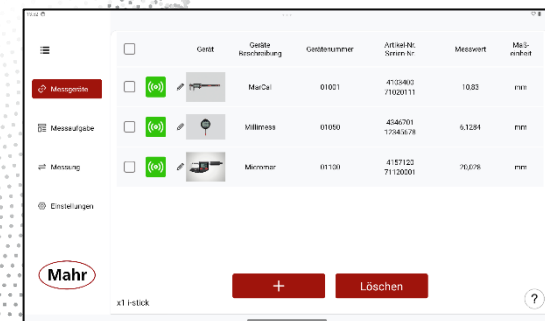 Gerät
Geräte
Beschreibung
Gerätenummer
Artikel-Nr.
Serien-Nr.
Messwert
Maß-
einheit
Messgeräte
MarCal
01001
4103400
71020111
10,83
mm
Messaufgabe
Millimess
01050
4346701
12345678
6,1284
mm
Messung
Micromar
01100
4157120
71120001
20,028
mm
Einstellungen
Mahr
+
Löschen
x1 i-stick
?